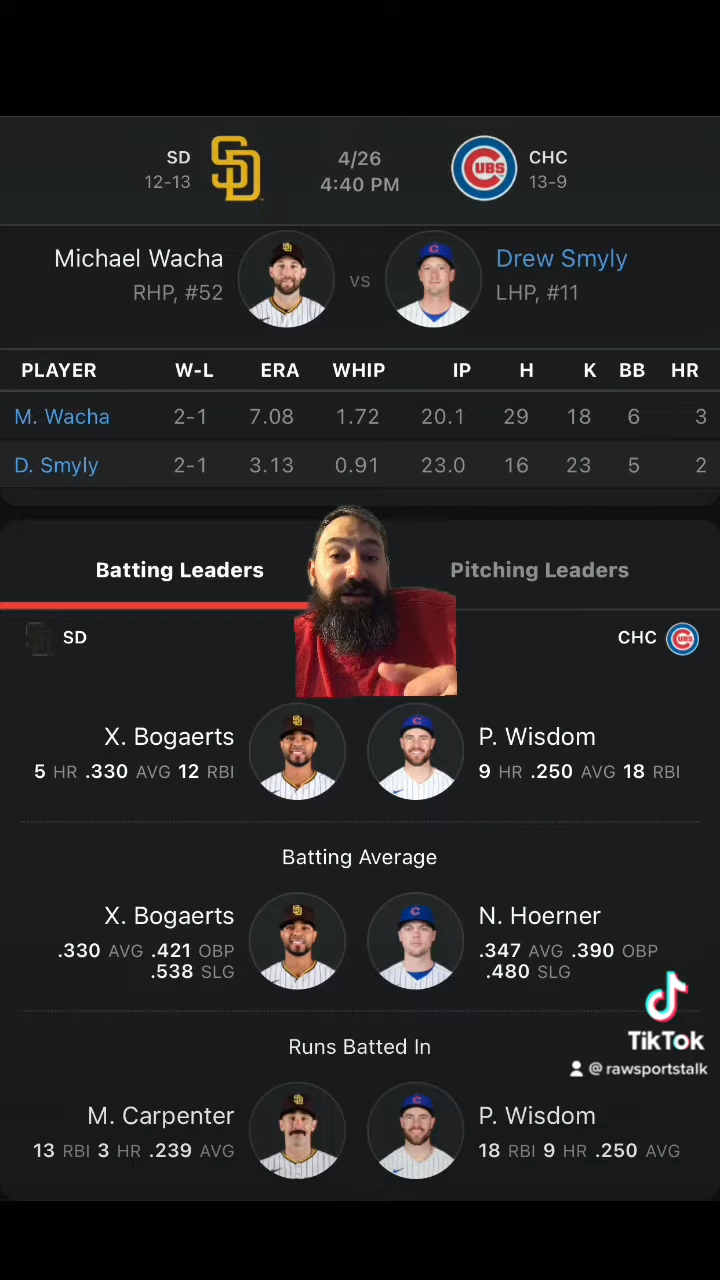 SD
12-13
SD
4/26
4:40 PM
CUBS
CHC
13-9
Michael Wacha
RHP, #52
vs
Drew Smyly
LHP, #11
PLAYER W-L ERA WHIP IP H K BB HR
M. Wacha 2-1 7.08 1.72 20.1 29 18 6 3
D. Smyly 2-1 3.13 0.91 23.0 16 23 5 2
Batting Leaders
Pitching Leaders
SD
CHC
CUBS
X. Bogaerts
5 HR .330 AVG 12 RBI
P. Wisdom
9 HR .250 AVG 18 RBI
Batting Average
X. Bogaerts
.330 AVG .421 OBP
.538 SLG
N. Hoerner
.347 AVG .390 OBP
.480 SLG
TikTok
@rawsportstalk
Runs Batted In
M. Carpenter
13 RBI 3 HR .239 AVG
P. Wisdom
18 RBI 9 HR .250 AVG